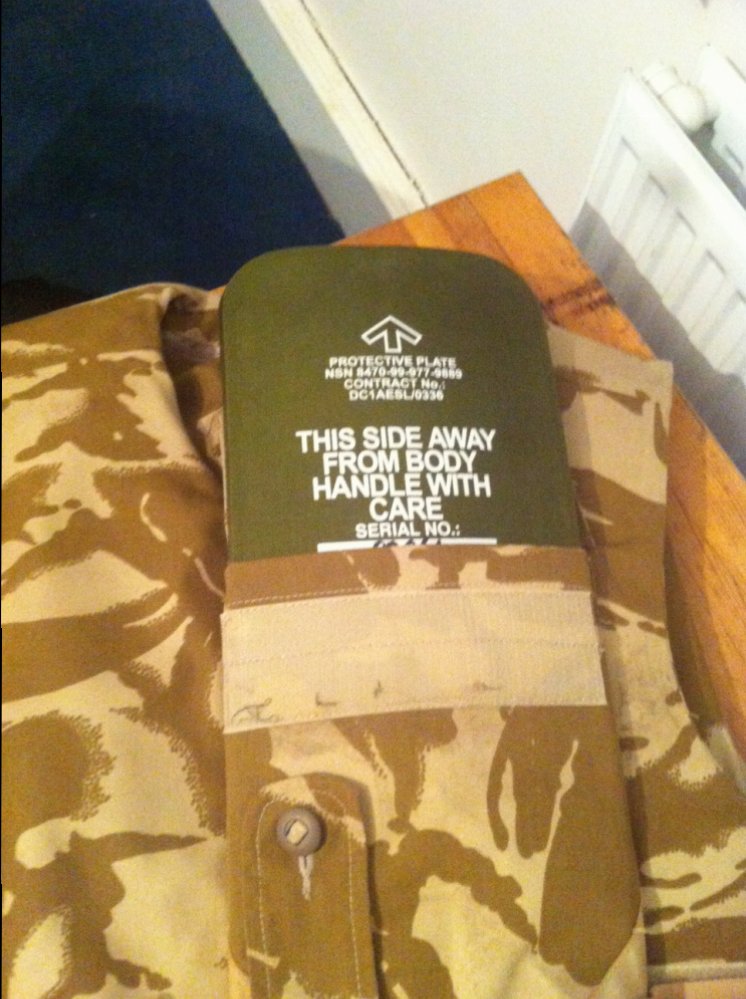 PROTECTIVE PLATE
NSN 8470-99-977-9889
CONTRACT No.:
DC1AESL/0336
THIS SIDE AWAY
FROM BODY
HANDLE WITH
CARE
SERIAL NO.: